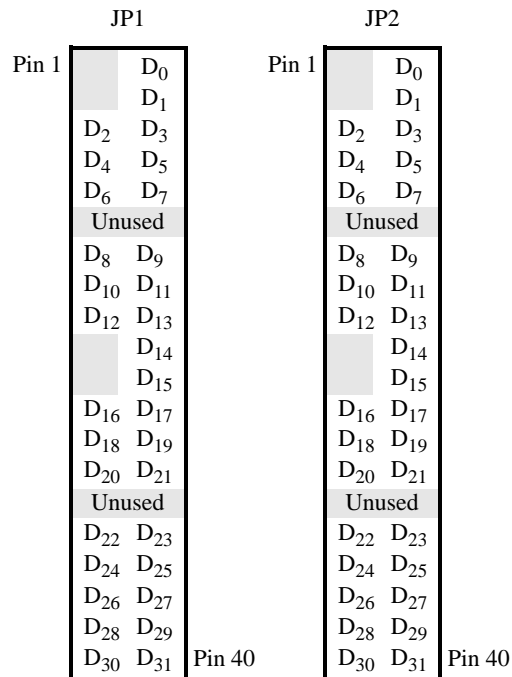 JP1 JP2
Pin 1 D0 Pin 1 D0
D1 D1
D2 D3 D2 D3
D4 D5 D4 D5
D6 D7 D6 D7
Unused Unused
D8 D9 D8 D9
D10 D11 D10 D11
D12 D13 D12 D13
D14 D14
D15 D15
D16 D17 D16 D17
D18 D19 D18 D19
D20 D21 D20 D21
Unused Unused
D22 D23 D22 D23
D24 D25 D24 D25
D26 D27 D26 D27
D28 D29 D28 D29
D30 D31 Pin 40 D30 D31 Pin 40